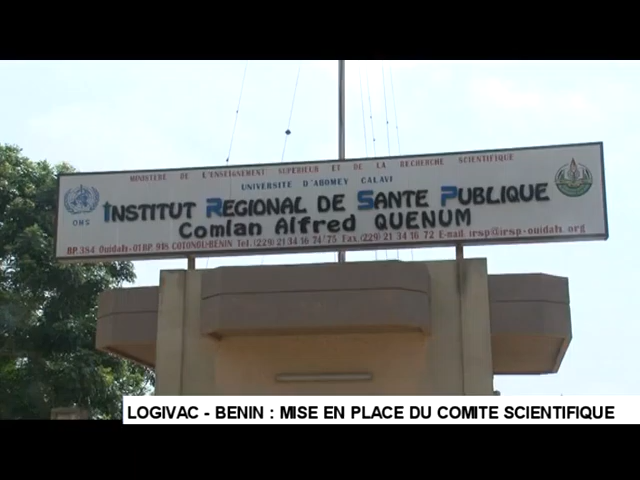 MINISTERE DE L'ENSEIGNEMENT SUPERIEUR ET DE LA RECHERCHE SCIENTIFIQUE
UNIVERSITE D'ABOMEY CALAVI
OMS
INSTITUT REGIONAL DE SANTE PUBLIQUE
Comlan Alfred QUENUM
BP 384 Ouidah-01BP. 918 COTONOU-BENIN Tel. (229) 21 34 16 74/75 Fax (229) 21 34 16 72 E-mail: irsp@irsp-ouidah.org
LOGIVAC - BENIN : MISE EN PLACE DU COMITE SCIENTIFIQUE